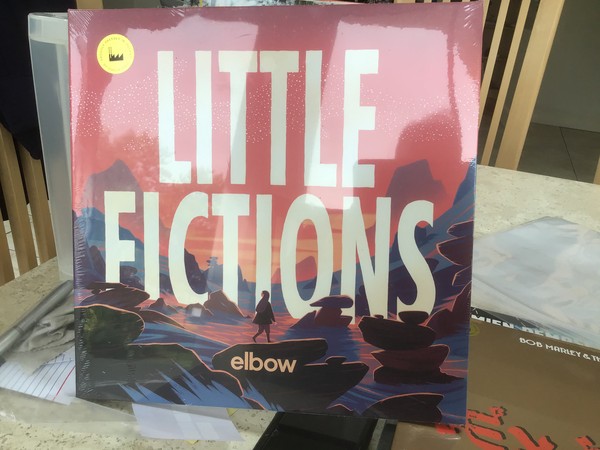 LITTLE
FICTIONS
elbow
BOB MARLEY & TH